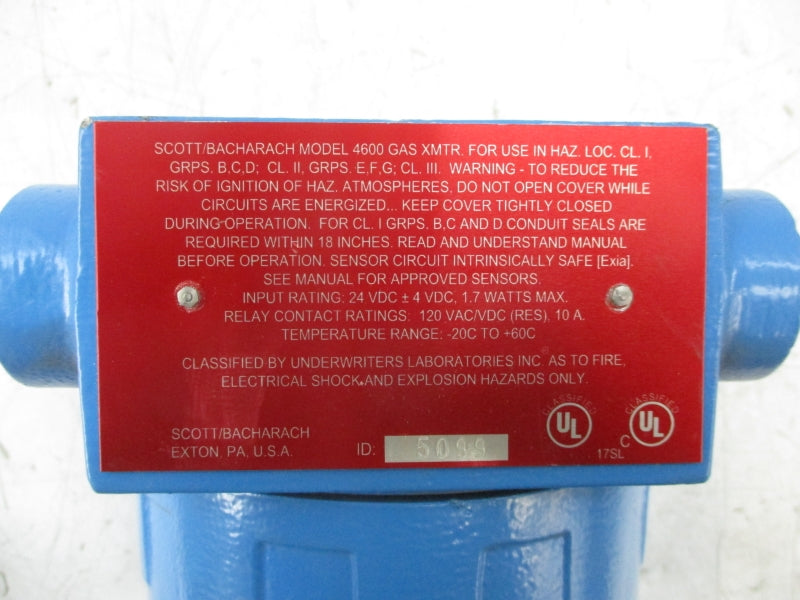 SCOTT/BACHARACH MODEL 4600 GAS XMTR. FOR USE IN HAZ. LOC. CL. I,
GRPS. B,C,D; CL. II, GRPS. E,F,G; CL. III. WARNING - TO REDUCE THE
RISK OF IGNITION OF HAZ. ATMOSPHERES, DO NOT OPEN COVER WHILE
CIRCUITS ARE ENERGIZED... KEEP COVER TIGHTLY CLOSED
DURING OPERATION. FOR CL. I GRPS. B,C AND D CONDUIT SEALS ARE
REQUIRED WITHIN 18 INCHES. READ AND UNDERSTAND MANUAL
BEFORE OPERATION. SENSOR CIRCUIT INTRINSICALLY SAFE [Exia].
SEE MANUAL FOR APPROVED SENSORS.
INPUT RATING: 24 VDC ± 4 VDC, 1.7 WATTS MAX.
RELAY CONTACT RATINGS: 120 VAC/VDC (RES). 10 A.
TEMPERATURE RANGE: -20C TO +60C
CLASSIFIED BY UNDERWRITERS LABORATORIES INC. AS TO FIRE,
ELECTRICAL SHOCK AND EXPLOSION HAZARDS ONLY.
CLASSIFIED CLASSIFIED
UL C UL
17SL
SCOTT/BACHARACH
EXTON, PA, U.S.A. ID: